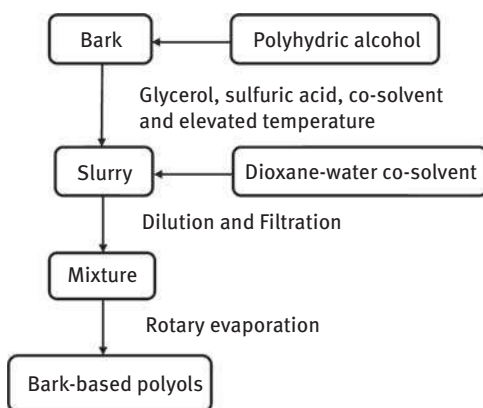 Bark
Polyhydric alcohol
Glycerol, sulfuric acid, co-solvent
and elevated temperature
Slurry
Dioxane-water co-solvent
Dilution and Filtration
Mixture
Rotary evaporation
Bark-based polyols